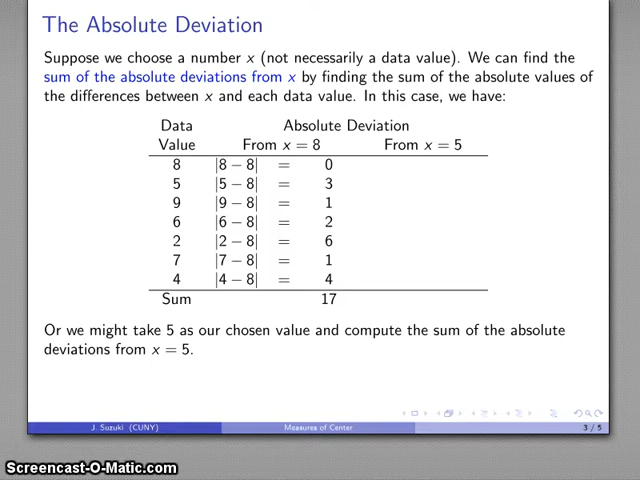 The Absolute Deviation
Suppose we choose a number x (not necessarily a data value). We can find the
sum of the absolute deviations from x by finding the sum of the absolute values of
the differences between x and each data value. In this case, we have:
Data Absolute Deviation
Value From x = 8 From x = 5
8 |8 − 8| = 0
5 |5 − 8| = 3
9 |9 − 8| = 1
6 |6 − 8| = 2
2 |2 − 8| = 6
7 |7 − 8| = 1
4 |4 − 8| = 4
Sum 17
Or we might take 5 as our chosen value and compute the sum of the absolute
deviations from x = 5.
J. Suzuki (CUNY) Measures of Center 3 / 5
Screencast-O-Matic.com